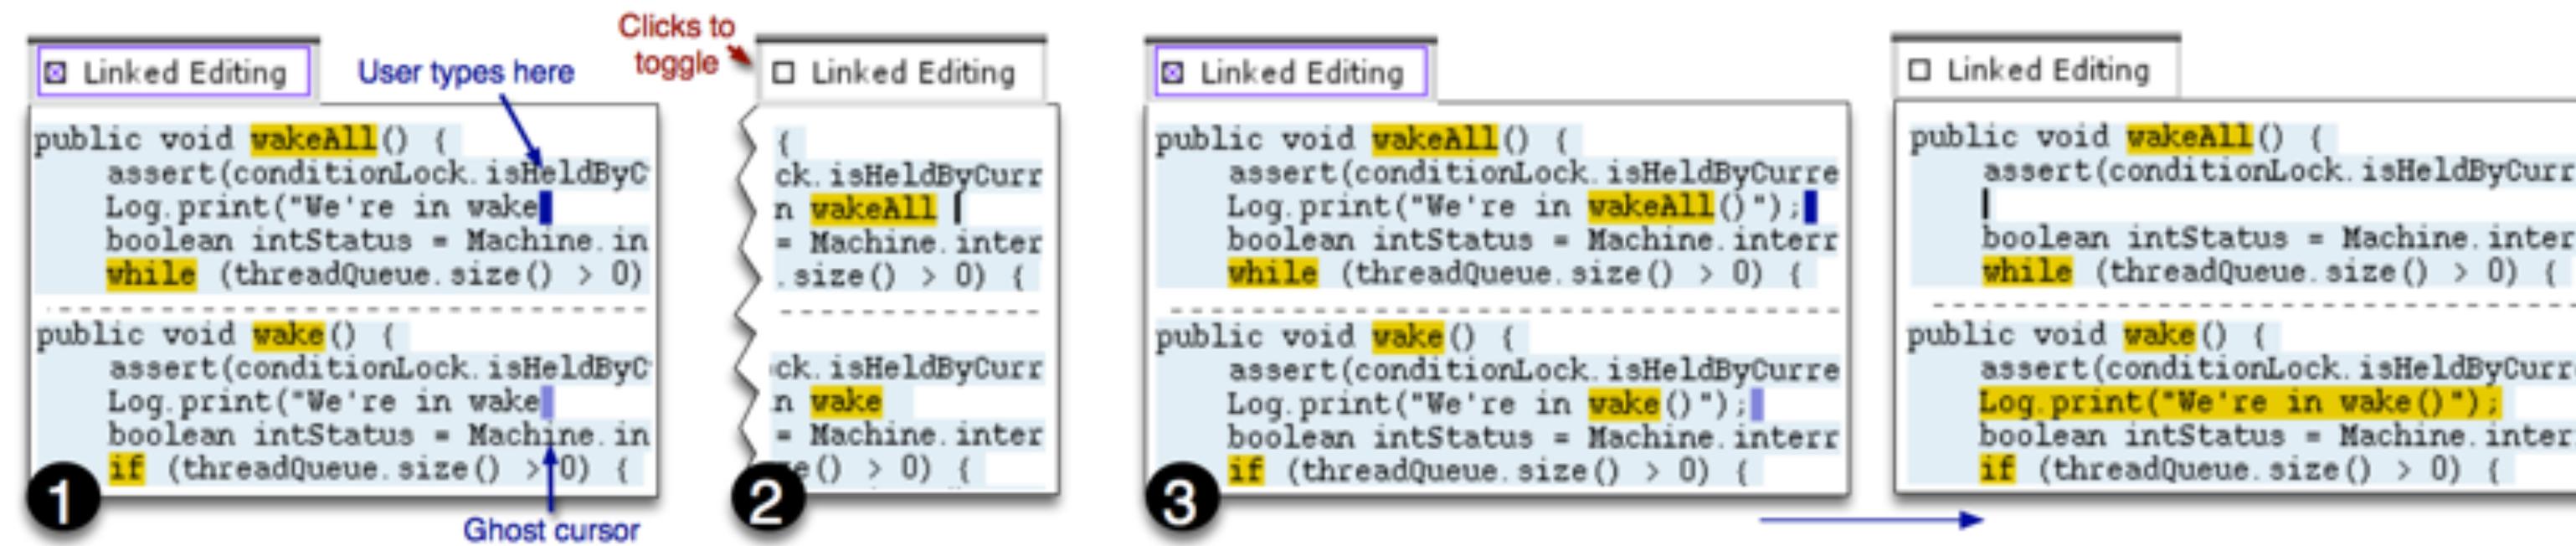 Linked Editing
User types here
public void wakeAll() {
assert(conditionLock.isHeldByC
Log.print("We're in wake
boolean intStatus = Machine.in
while (threadQueue.size() > 0)
public void wake() {
assert(conditionLock.isHeldByC
Log.print("We're in wake
boolean intStatus = Machine.in
if (threadQueue.size() > 0) {
1
Ghost cursor
Clicks to
toggle
Linked Editing
{
ck.isHeldByCurr
n wakeAll
= Machine.inter
.size() > 0) {
ck.isHeldByCurr
n wake
= Machine.inter
ze() > 0) {
2
Linked Editing
public void wakeAll() {
assert(conditionLock.isHeldByCurre
Log.print("We're in wakeAll()");
boolean intStatus = Machine.interr
while (threadQueue.size() > 0) {
public void wake() {
assert(conditionLock.isHeldByCurre
Log.print("We're in wake()");
boolean intStatus = Machine.interr
if (threadQueue.size() > 0) {
3
Linked Editing
public void wakeAll() {
assert(conditionLock.isHeldByCurr
boolean intStatus = Machine.inter
while (threadQueue.size() > 0) {
public void wake() {
assert(conditionLock.isHeldByCurr
Log.print("We're in wake()");
boolean intStatus = Machine.inter
if (threadQueue.size() > 0) {